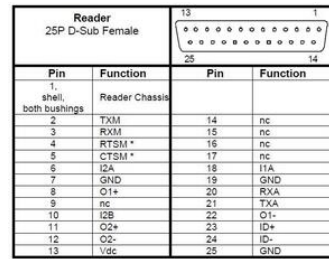 Reader
25P D-Sub Female
13 1
25 14
Pin Function Pin Function
1,
shell,
both bushings Reader Chassis
2 TXM 14 nc
3 RXM 15 nc
4 RTSM * 16 nc
5 CTSM * 17 nc
6 I2A 18 I1A
7 GND 19 GND
8 O1+ 20 RXA
9 nc 21 TXA
10 I2B 22 O1-
11 O2+ 23 ID+
12 O2- 24 ID-
13 Vdc 25 GND